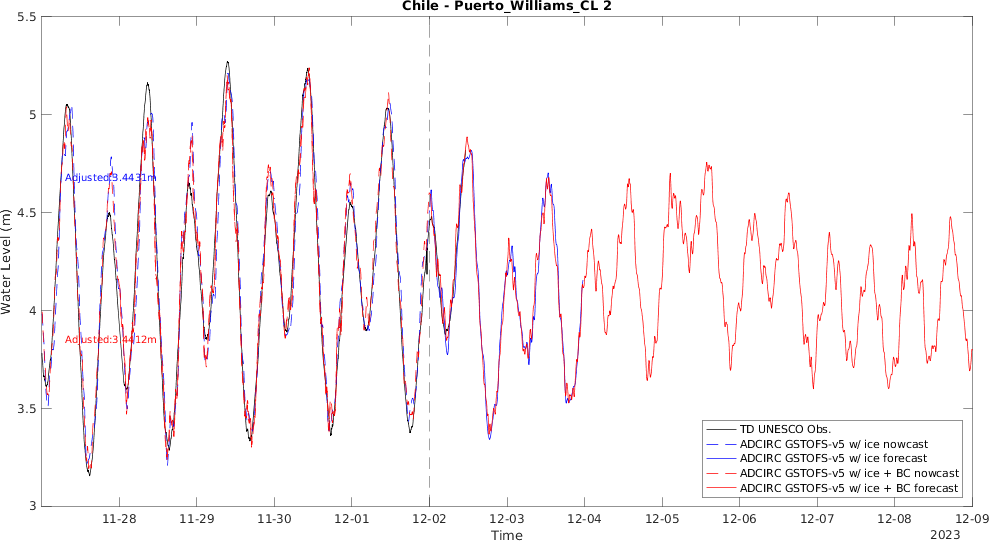 Chile - Puerto_Williams_CL 2
5.5
5
4.5
4
3.5
3
Water Level (m)
Adjusted:3.4431m
Adjusted:3.4412m
TD UNESCO Obs.
ADCIRC GSTOFS-v5 w/ ice nowcast
ADCIRC GSTOFS-v5 w/ ice forecast
ADCIRC GSTOFS-v5 w/ ice + BC nowcast
ADCIRC GSTOFS-v5 w/ ice + BC forecast
11-28 11-29 11-30 12-01 12-02 12-03 12-04 12-05 12-06 12-07 12-08 12-09
Time
2023